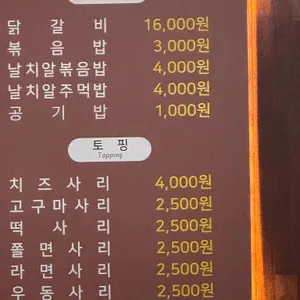 닭갈비 16,000원
볶음밥 3,000원
날치알볶음밥 4,000원
날치알주먹밥 4,000원
공기밥 1,000원
토핑
Topping
치즈사리 4,000원
고구마사리 2,500원
떡사리 2,500원
쫄면사리 2,500원
라면사리 2,500원
우동사리 2,500원